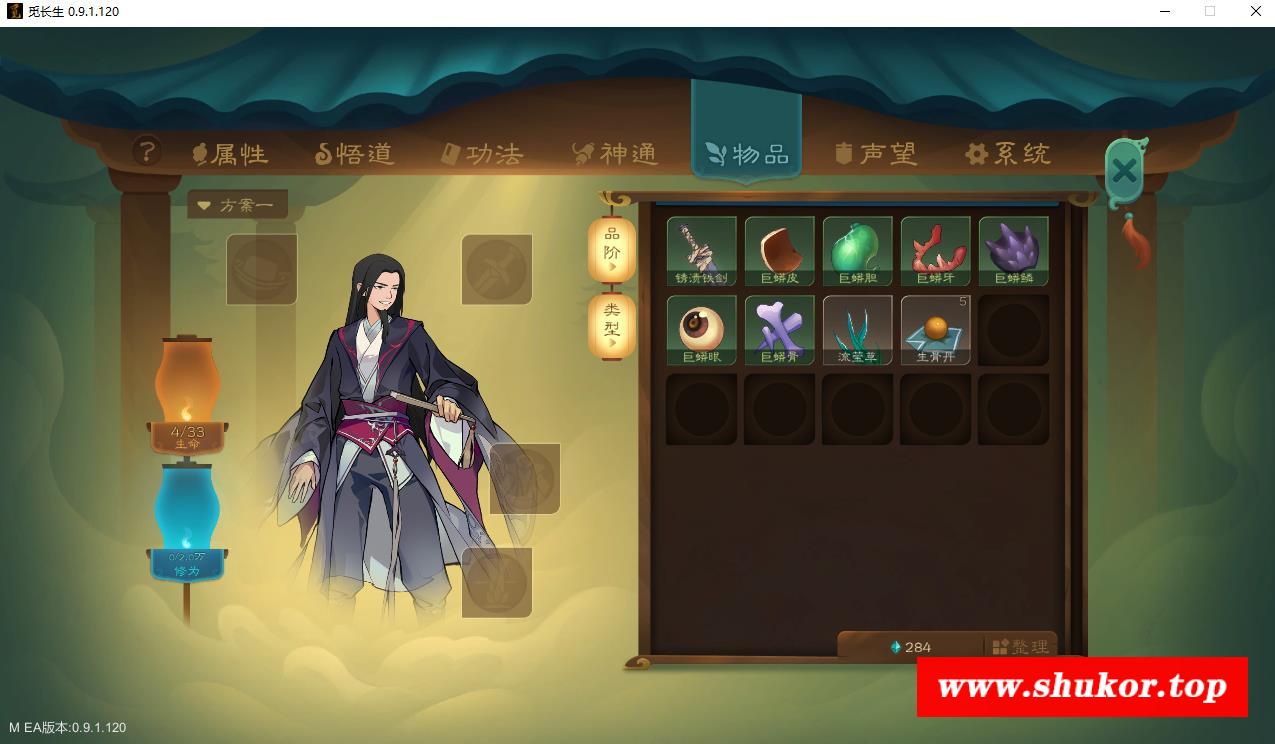 觅长生 0.9.1.120
? 属性 悟道 功法 神通 物品 声望 系统
方案一
品阶
类型
锈渍铁剑 巨蟒皮 巨蟒胆 巨蟒牙 巨蟒鳞
5
巨蟒眼 巨蟒骨 流莹草 生骨丹
4/33
生命
0/2.0万
修为
284 整理
www.shukor.top
M EA版本:0.9.1.120